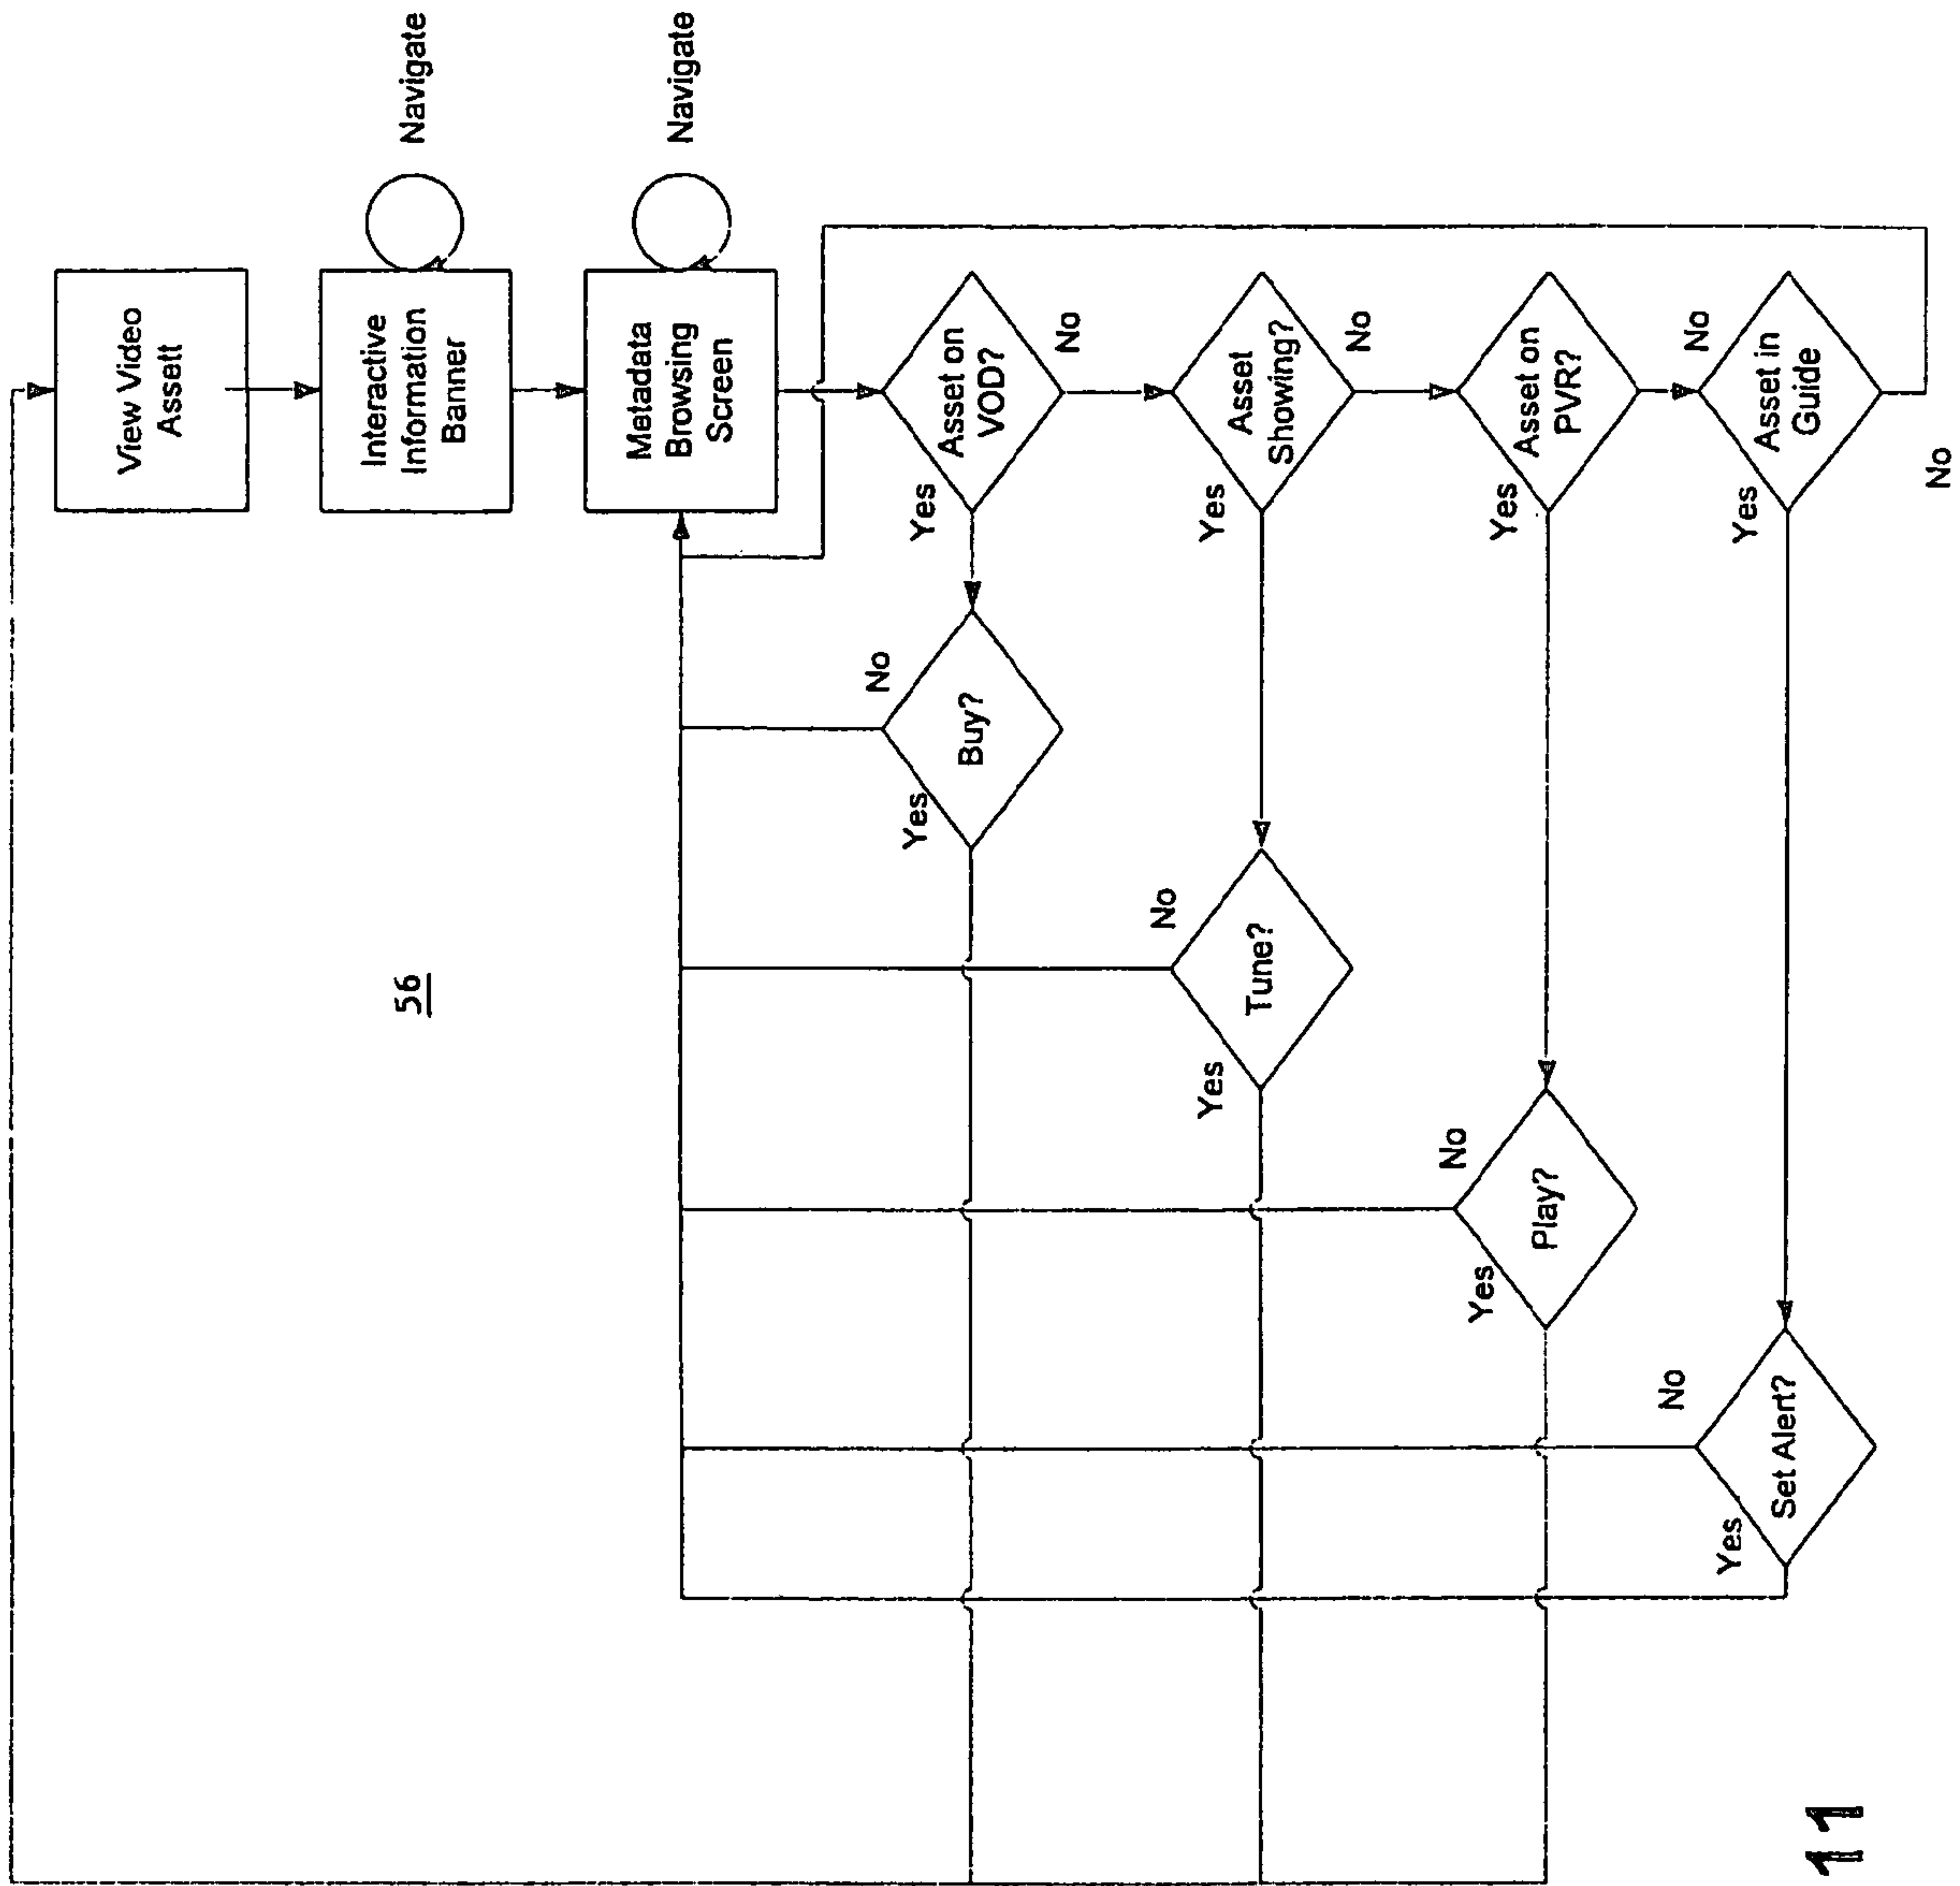 View Video
Assett
Interactive
Information
Banner
Navigate
Metadata
Browsing
Screen
Navigate
56
Asset on
VOD?
Yes
No
Buy?
Yes
No
Asset
Showing?
Yes
No
Tune?
Yes
No
Asset on
PVR?
Yes
No
Play?
Yes
No
Asset in
Guide
Yes
No
Set Alert?
Yes
No
11